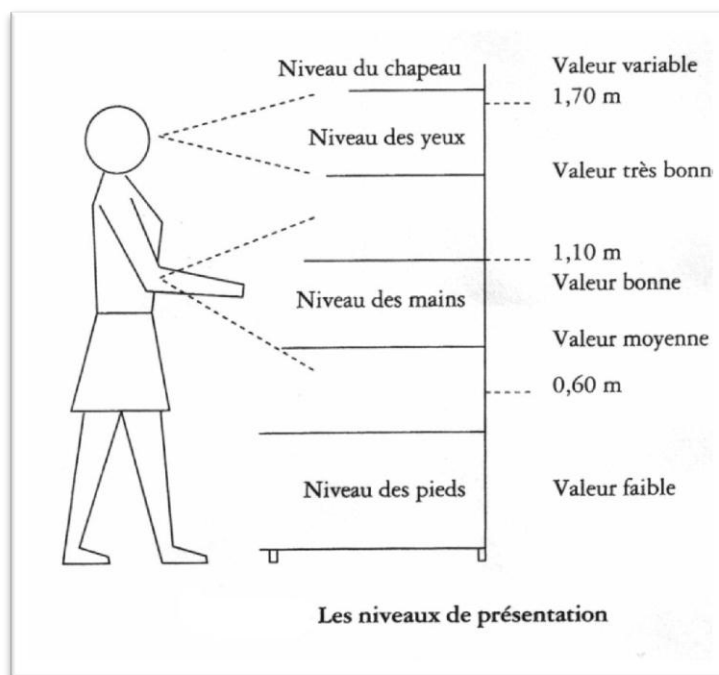 Niveau du chapeau
Valeur variable
1,70 m
Niveau des yeux
Valeur très bonn
1,10 m
Valeur bonne
Niveau des mains
Valeur moyenne
0,60 m
Niveau des pieds
Valeur faible
Les niveaux de présentation